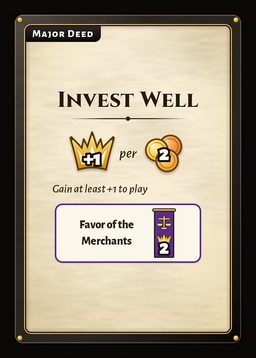 Major Deed
Invest Well
+1 per 2
Gain at least +1 to play
Favor of the
Merchants
2